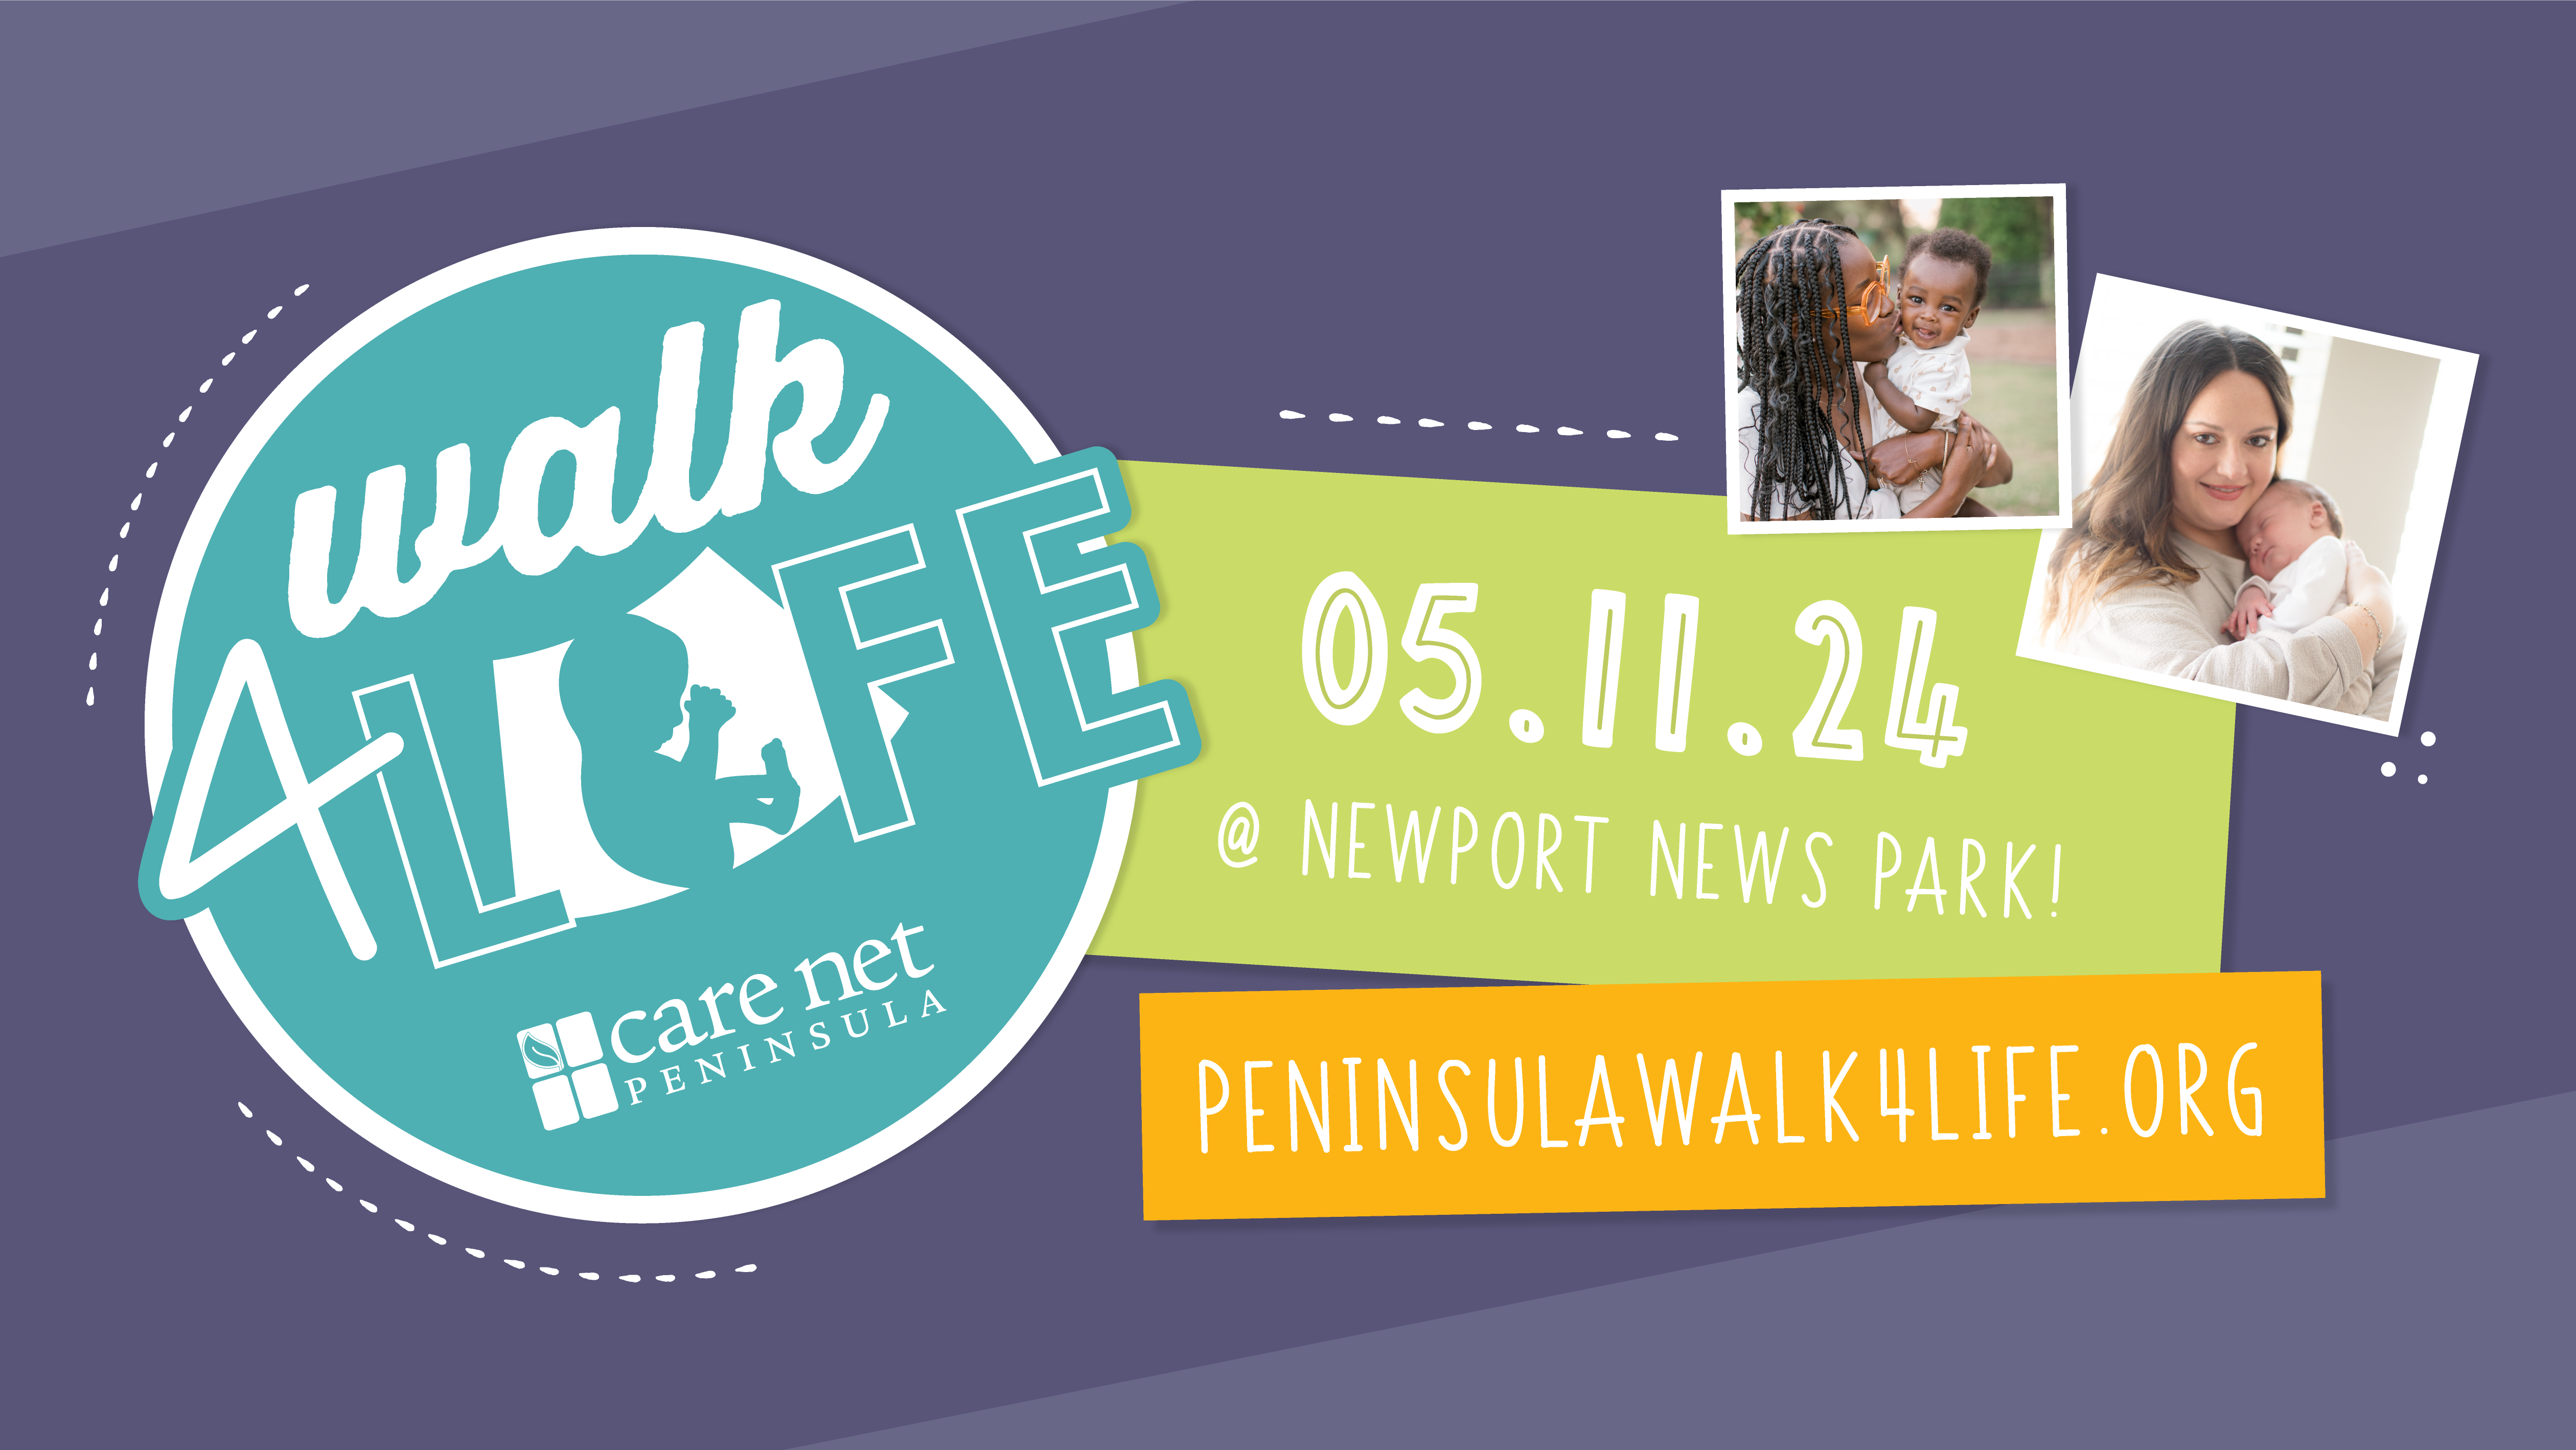 walk
4LIFE
care net
PENINSULA
05.11.24
@ NEWPORT NEWS PARK!
PENINSULAWALK4LIFE.ORG